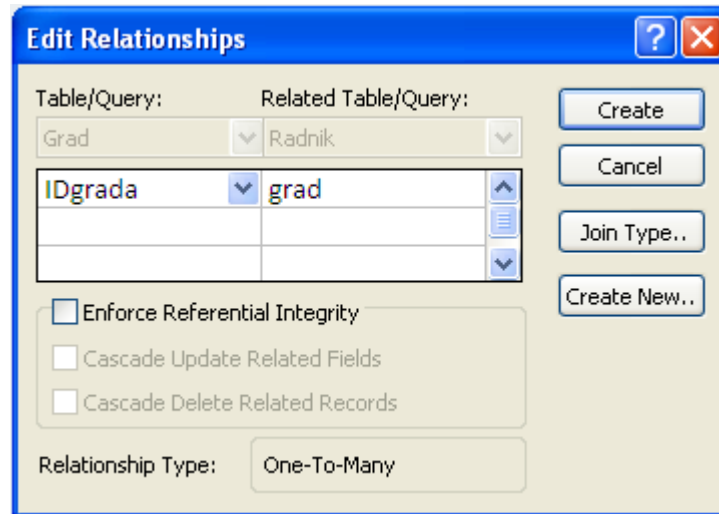 Edit Relationships
Table/Query: Related Table/Query:
Grad Radnik
IDgrada grad
Enforce Referential Integrity
Cascade Update Related Fields
Cascade Delete Related Records
Relationship Type: One-To-Many
Create
Cancel
Join Type..
Create New..